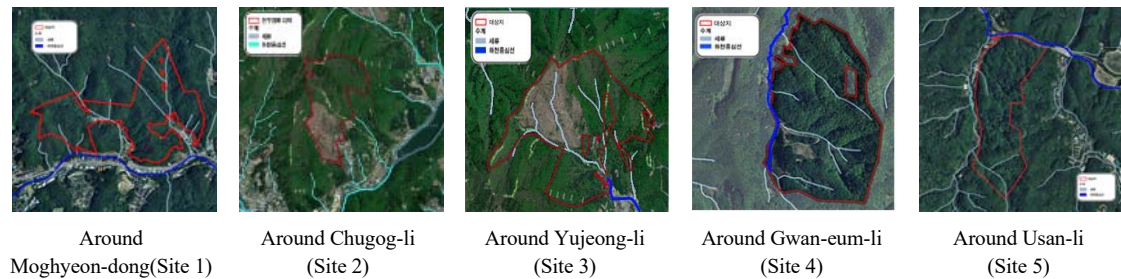 대상지
수계
세류
하천중심선
대상지
수계
세류
하천중심선
Around
Moghyeon-dong(Site 1)
Around Chugog-li
(Site 2)
Around Yujeong-li
(Site 3)
Around Gwan-eum-li
(Site 4)
Around Usan-li
(Site 5)